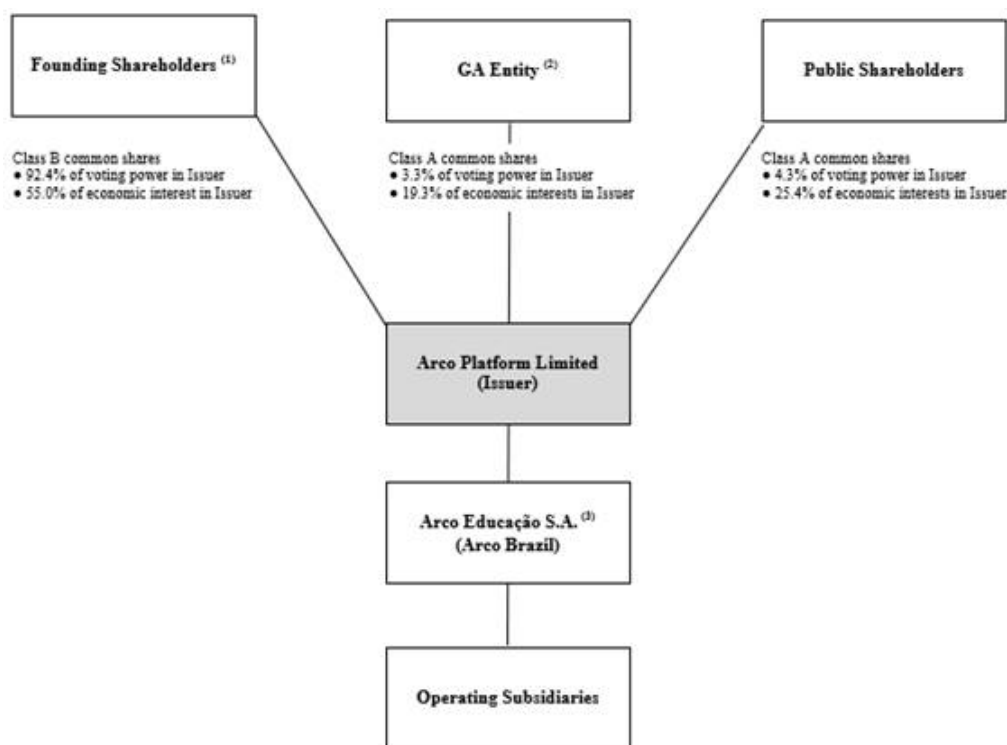 Founding Shareholders (1)
GA Entity (2)
Public Shareholders
Class B common shares
● 92.4% of voting power in Issuer
● 55.0% of economic interest in Issuer
Class A common shares
● 3.3% of voting power in Issuer
● 19.3% of economic interests in Issuer
Class A common shares
● 4.3% of voting power in Issuer
● 25.4% of economic interests in Issuer
Arco Platform Limited
(Issuer)
Arco Educação S.A. (3)
(Arco Brazil)
Operating Subsidiaries